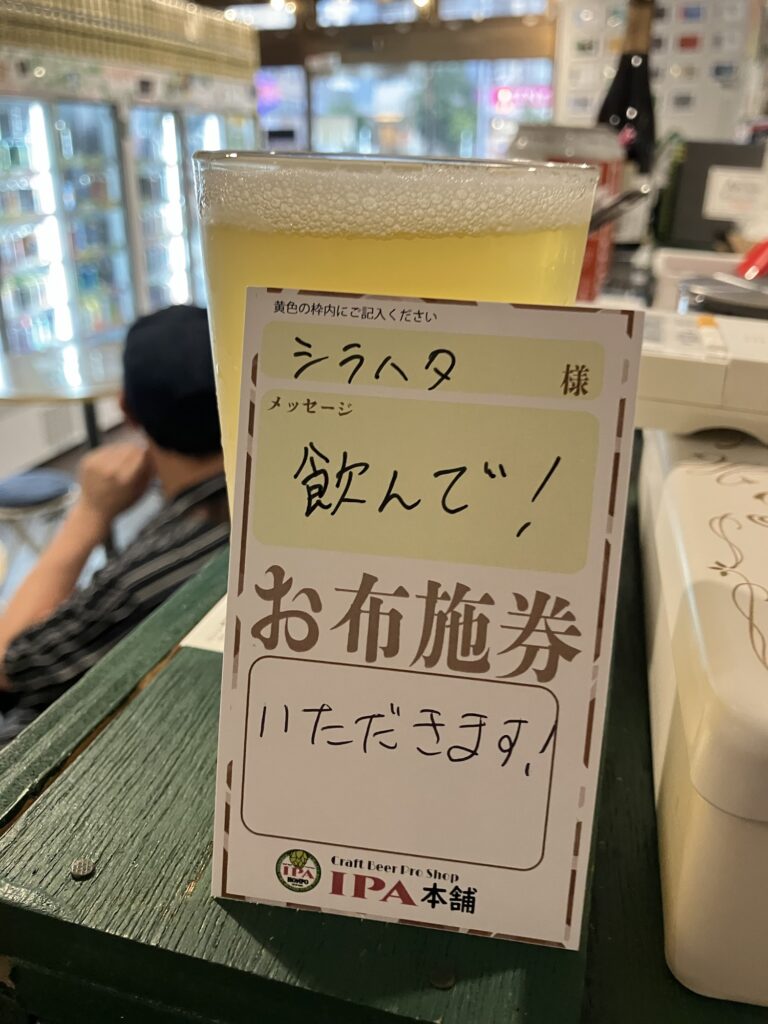 黄色の枠内にご記入ください
シラハタ 様
メッセージ
飲んで!
お布施券
いただきます!
Craft Beer Pro Shop
IPA本舗
IPA
HONPO